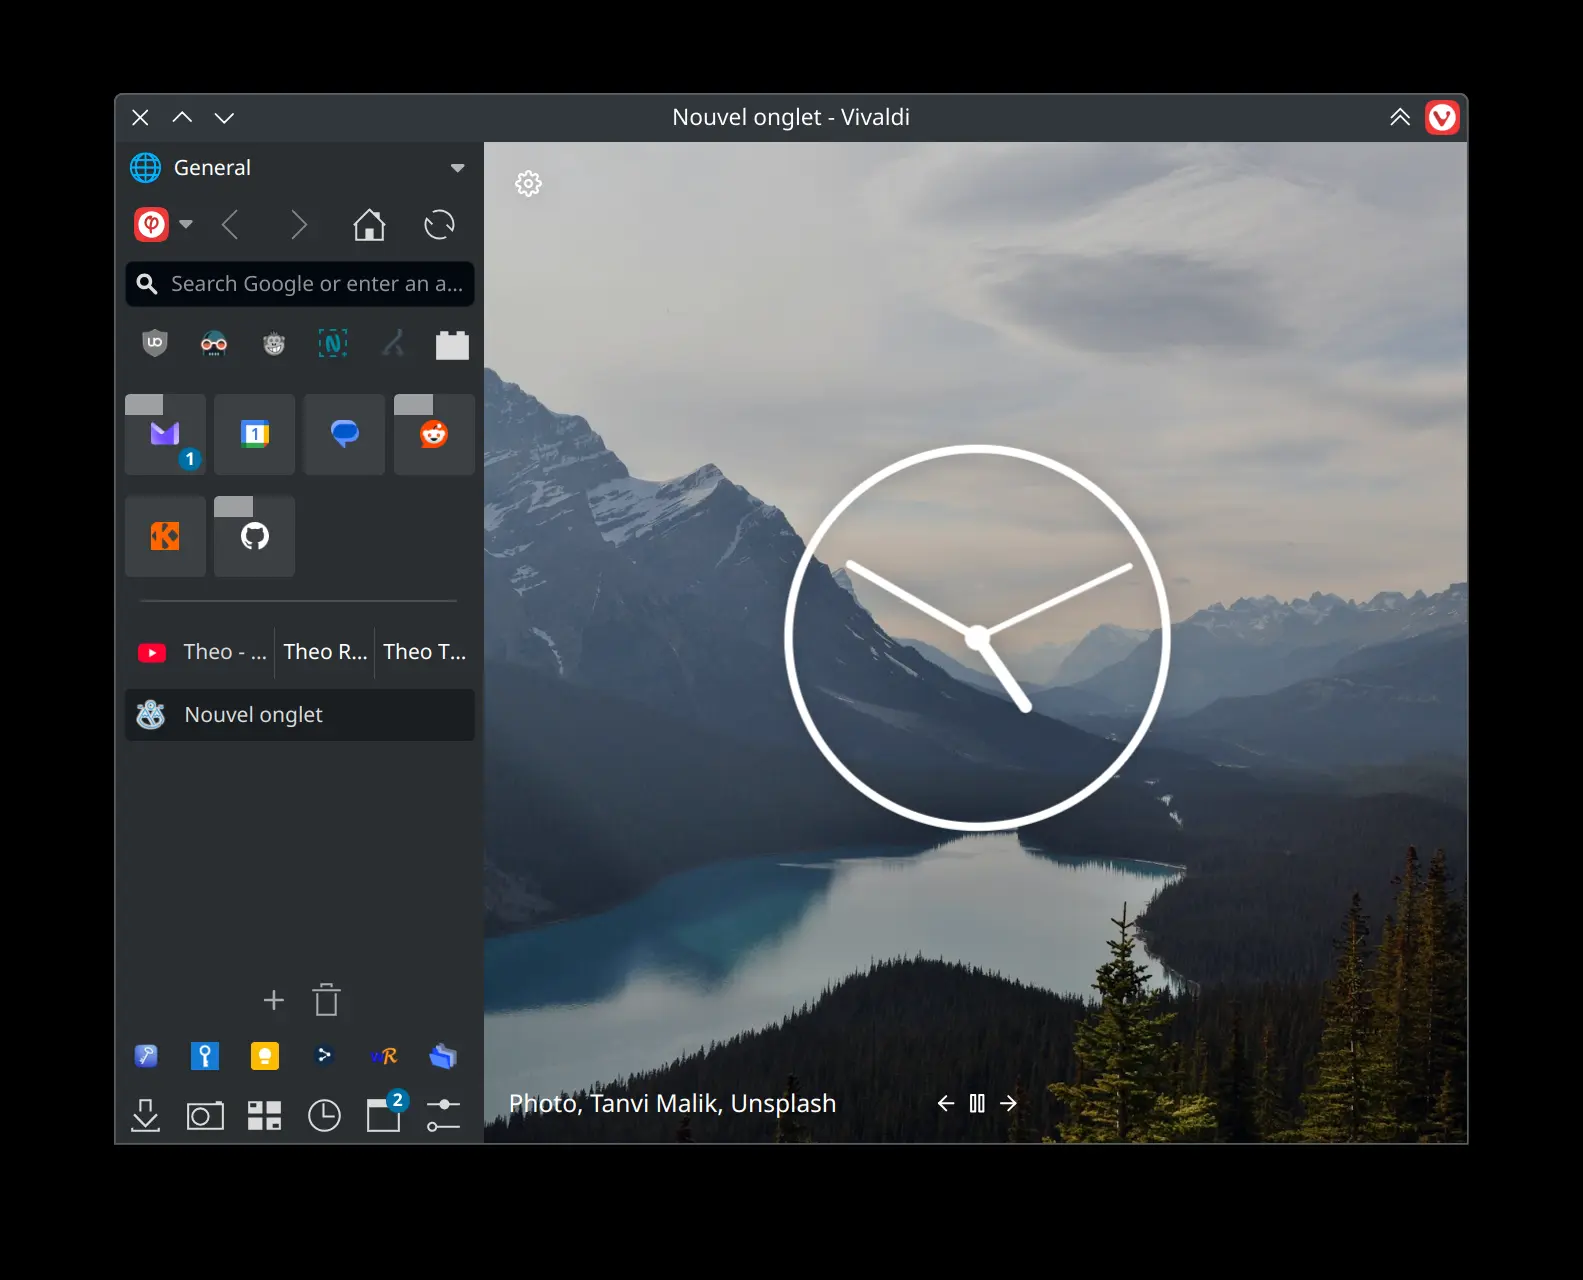 Nouvel onglet - Vivaldi
General
Search Google or enter an a...
1
1
Theo - ...
Theo R...
Theo T...
Nouvel onglet
2
Photo, Tanvi Malik, Unsplash